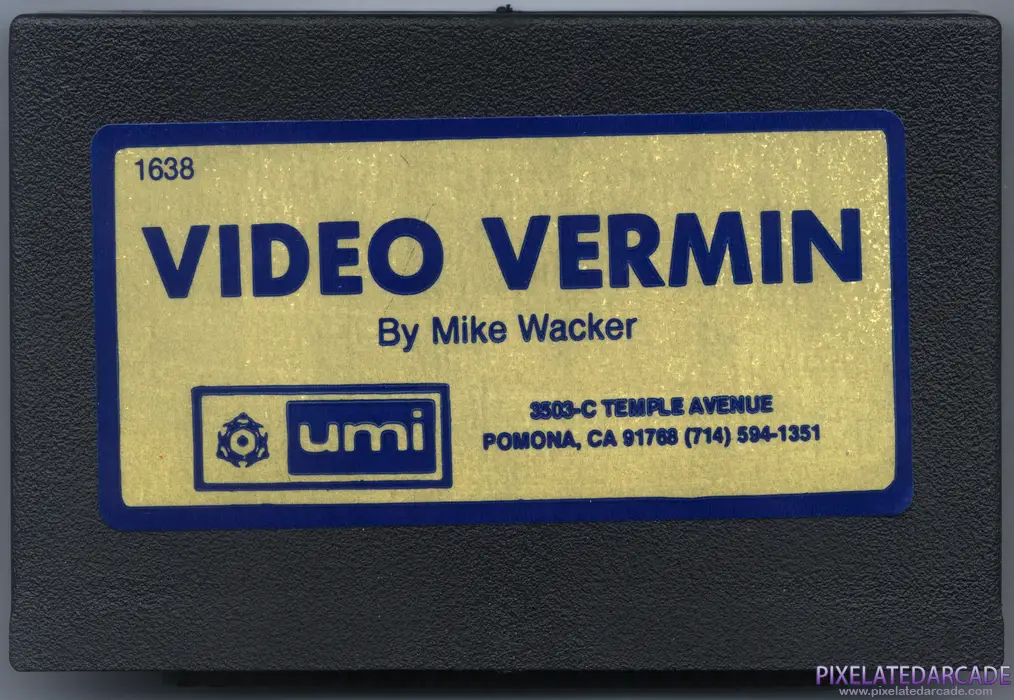 1638
VIDEO VERMIN
By Mike Wacker
umi
3503-C TEMPLE AVENUE
POMONA, CA 91768 (714) 594-1351
PIXELATEDARCADE
www.pixelatedarcade.com